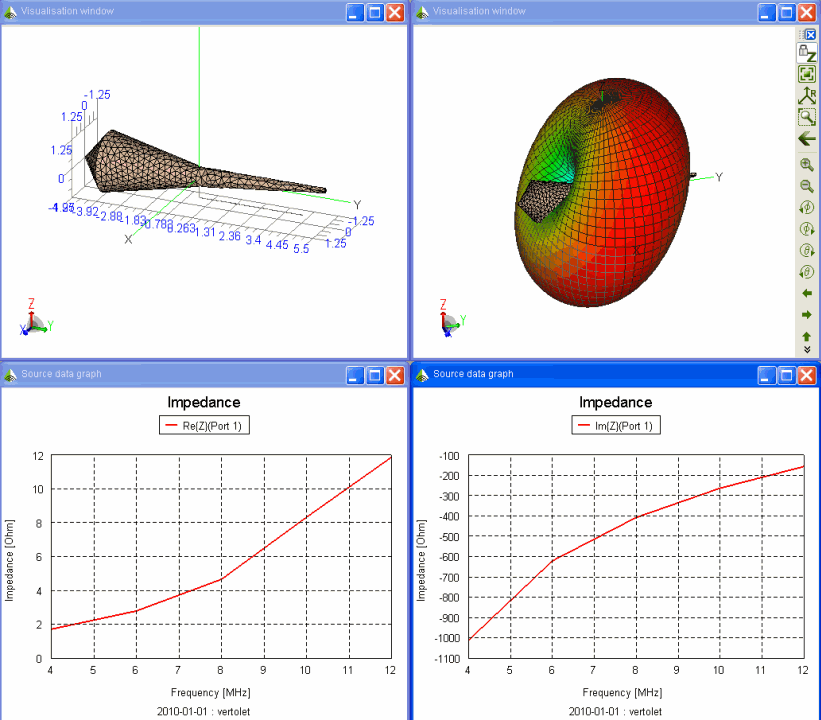 Visualisation window
-1.25
0
1.25
1.25
0
-4.97 -3.92 -2.88 -1.83 -0.783 0.263 1.31 2.36 3.4 4.45 5.5
-1.25
0
1.25
X
Y
Z
X
Y
Visualisation window
Y
X
Z
Y
Z
R
Source data graph
Impedance
Re(Z)(Port 1)
Impedance [Ohm]
12
10
8
6
4
2
0
4 5 6 7 8 9 10 11 12
Frequency [MHz]
2010-01-01 : vertolet
Source data graph
Impedance
Im(Z)(Port 1)
Impedance [Ohm]
-100
-200
-300
-400
-500
-600
-700
-800
-900
-1000
-1100
4 5 6 7 8 9 10 11 12
Frequency [MHz]
2010-01-01 : vertolet